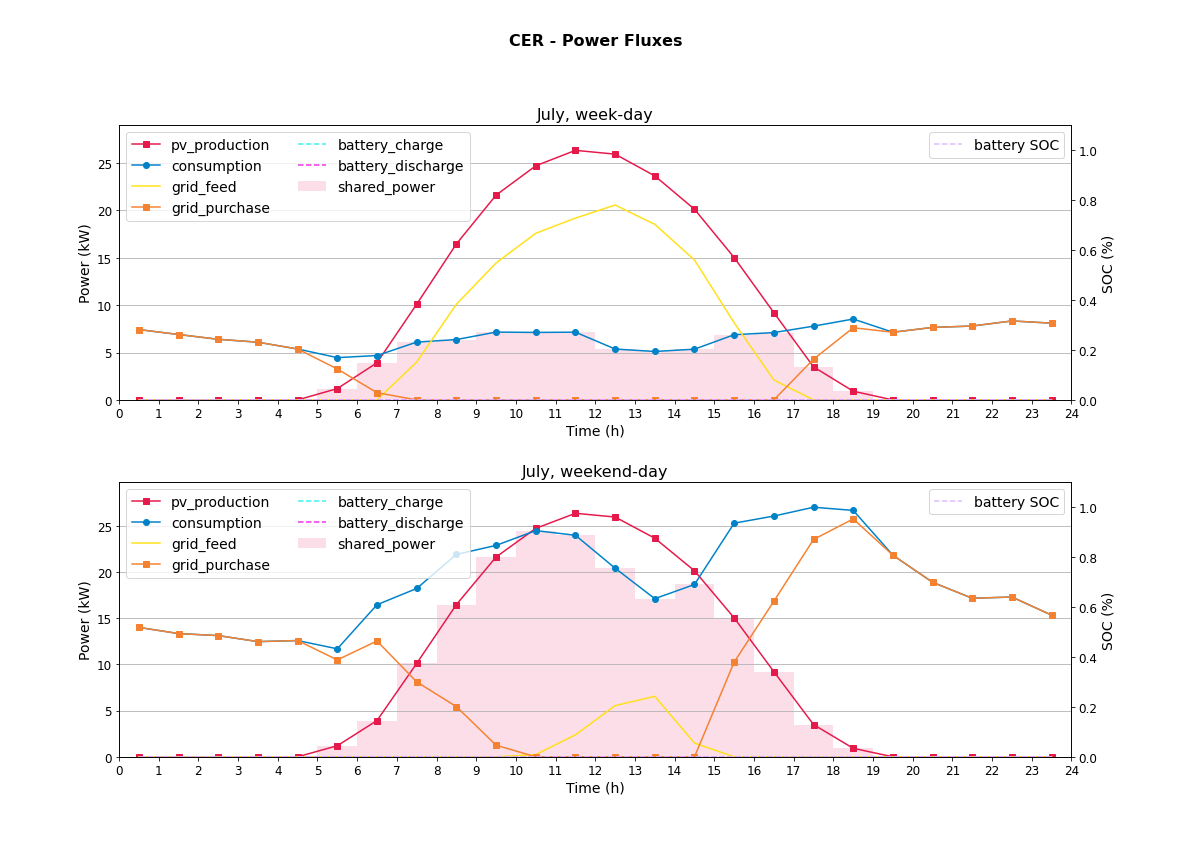 CER - Power Fluxes
July, week-day
pv_production
consumption
grid_feed
grid_purchase
battery_charge
battery_discharge
shared_power
battery SOC
Power (kW)
25
20
15
10
5
0
SOC (%)
1.0
0.8
0.6
0.4
0.2
0.0
0 1 2 3 4 5 6 7 8 9 10 11 12 13 14 15 16 17 18 19 20 21 22 23 24
Time (h)
July, weekend-day
pv_production
consumption
grid_feed
grid_purchase
battery_charge
battery_discharge
shared_power
battery SOC
Power (kW)
25
20
15
10
5
0
SOC (%)
1.0
0.8
0.6
0.4
0.2
0.0
0 1 2 3 4 5 6 7 8 9 10 11 12 13 14 15 16 17 18 19 20 21 22 23 24
Time (h)